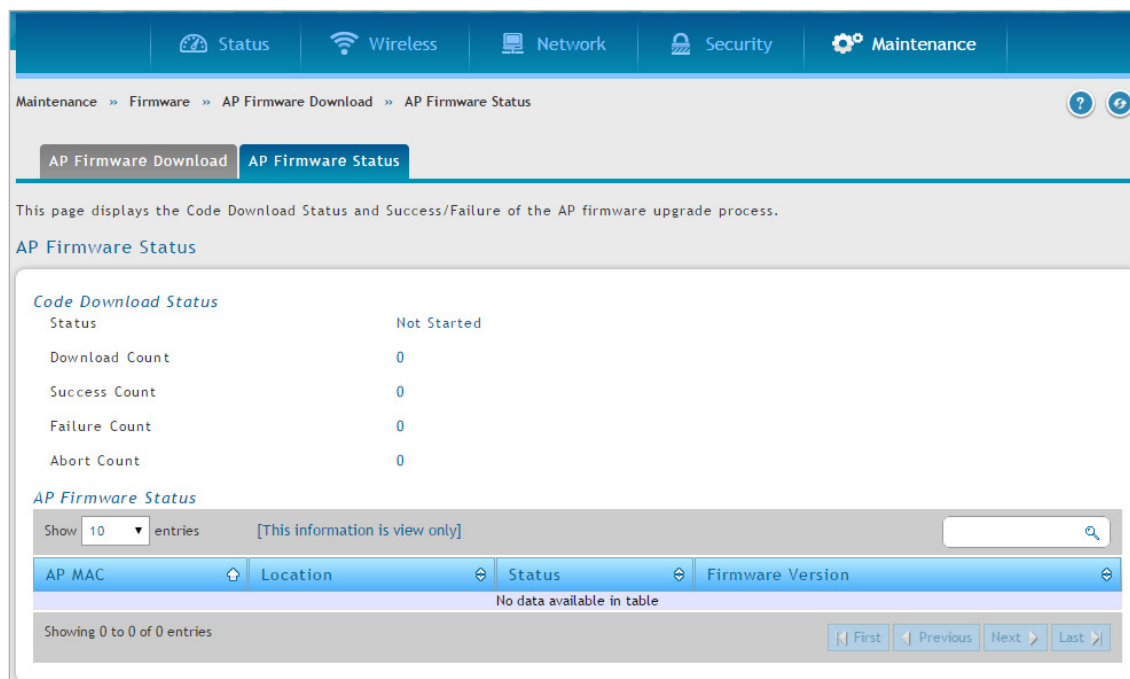 Status Wireless Network Security Maintenance
Maintenance » Firmware » AP Firmware Download » AP Firmware Status
?
AP Firmware Download AP Firmware Status
This page displays the Code Download Status and Success/Failure of the AP firmware upgrade process.
AP Firmware Status
Code Download Status
Status Not Started
Download Count 0
Success Count 0
Failure Count 0
Abort Count 0
AP Firmware Status
Show 10 entries [This information is view only]
AP MAC Location Status Firmware Version
No data available in table
Showing 0 to 0 of 0 entries First Previous Next Last